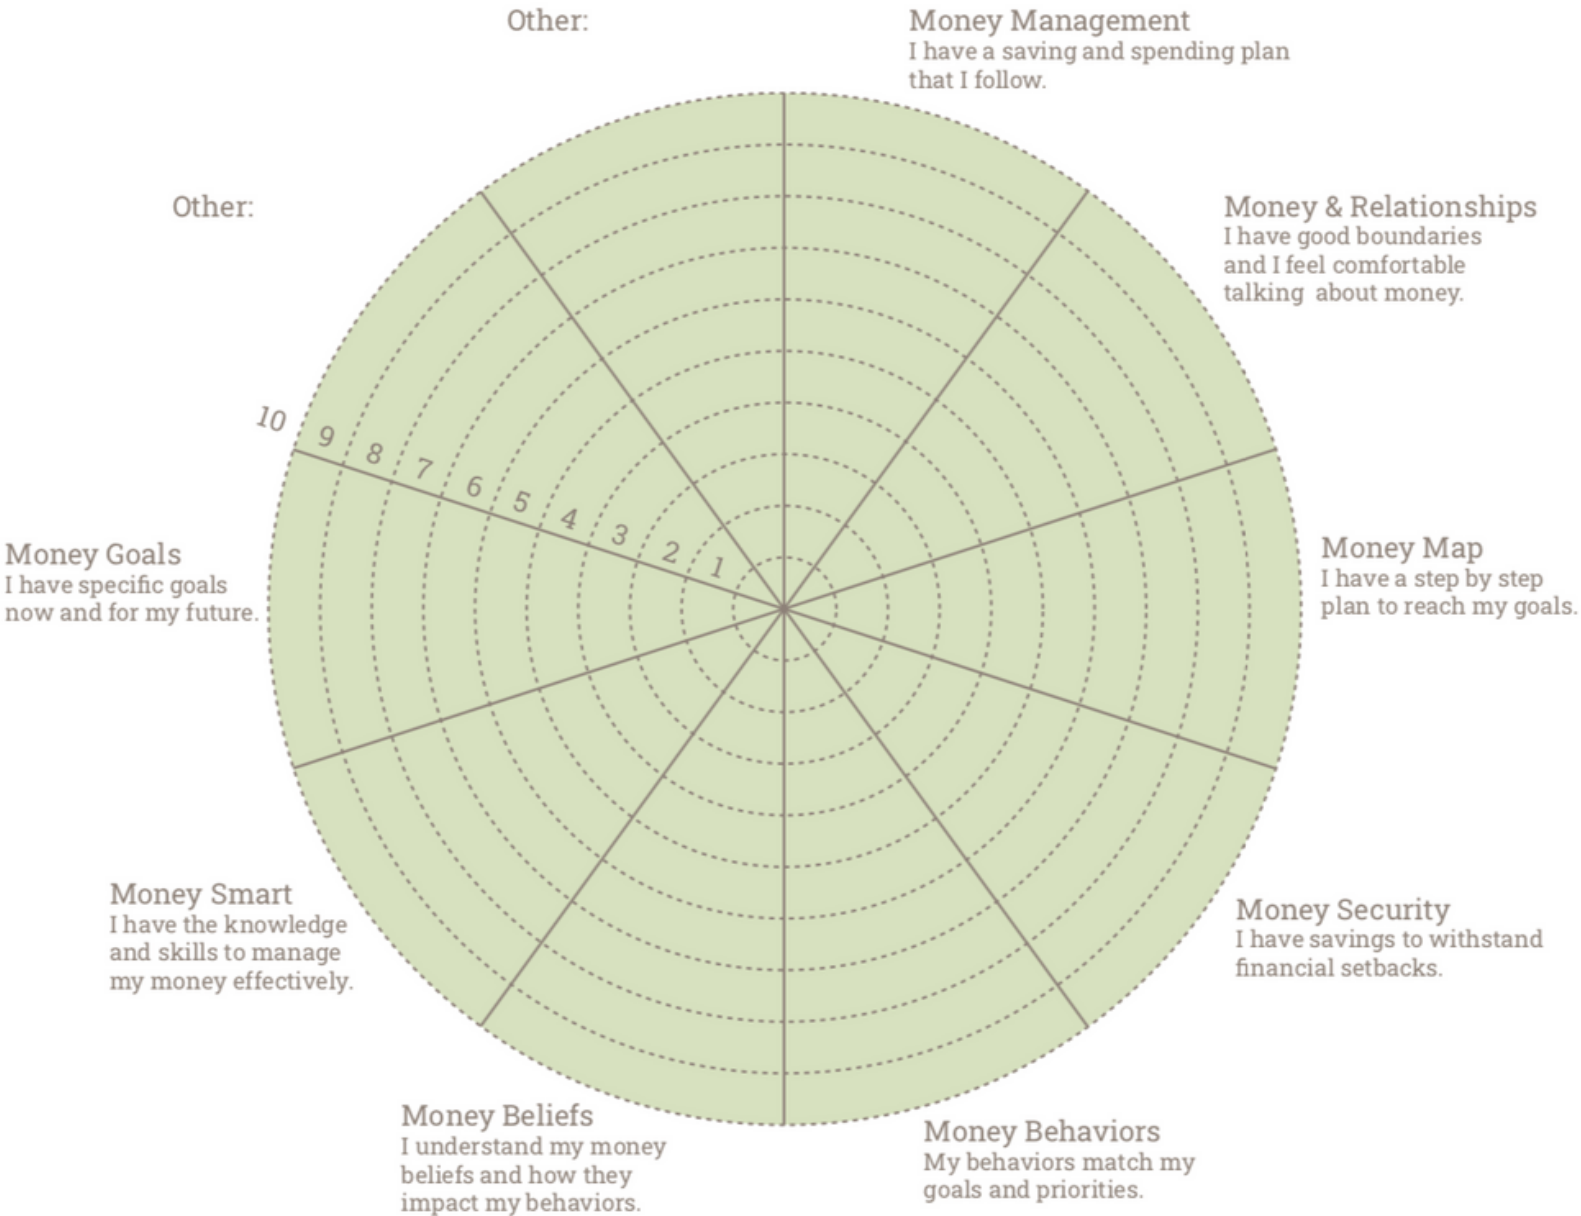 Other:
Money Management
I have a saving and spending plan
that I follow.
Other:
Money & Relationships
I have good boundaries
and I feel comfortable
talking about money.
10
9
8
7
6
5
4
3
2
1
Money Goals
I have specific goals
now and for my future.
Money Map
I have a step by step
plan to reach my goals.
Money Smart
I have the knowledge
and skills to manage
my money effectively.
Money Security
I have savings to withstand
financial setbacks.
Money Beliefs
I understand my money
beliefs and how they
impact my behaviors.
Money Behaviors
My behaviors match my
goals and priorities.